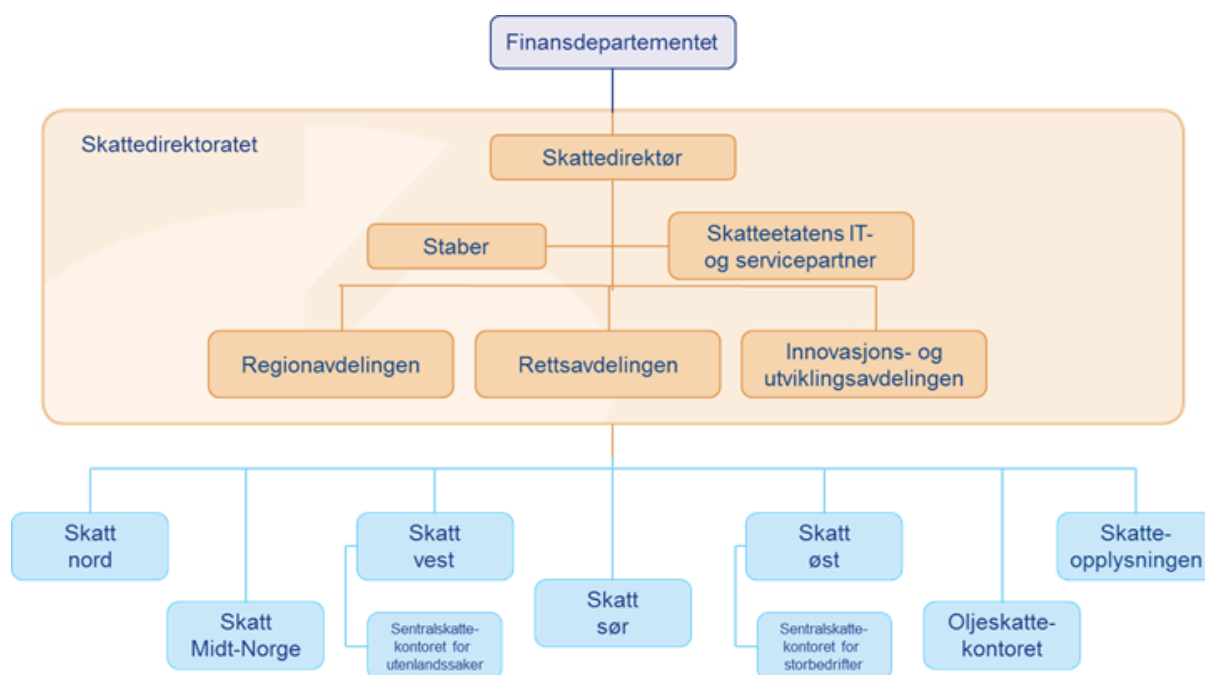 Finansdepartementet
Skattedirektoratet
Skattedirektør
Staber
Skatteetatens IT-
og servicepartner
Regionavdelingen
Rettsavdelingen
Innovasjons- og
utviklingsavdelingen
Skatt
nord
Skatt
Midt-Norge
Skatt
vest
Sentralskatte-
kontoret for
utenlandssaker
Skatt
sør
Skatt
øst
Sentralskatte-
kontoret for
storbedrifter
Oljeskatte-
kontoret
Skatte-
opplysningen